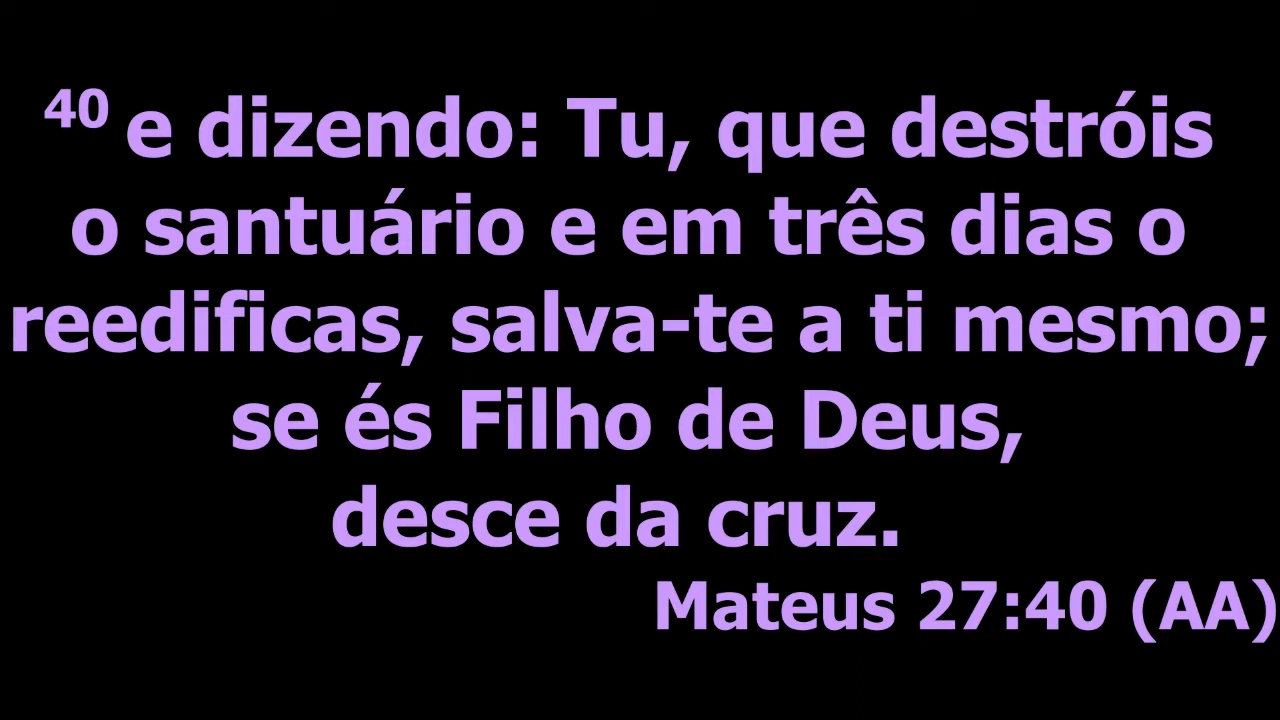 40 e dizendo: Tu, que destróis
o santuário e em três dias o
reedificas, salva-te a ti mesmo;
se és Filho de Deus,
desce da cruz.
Mateus 27:40 (AA)